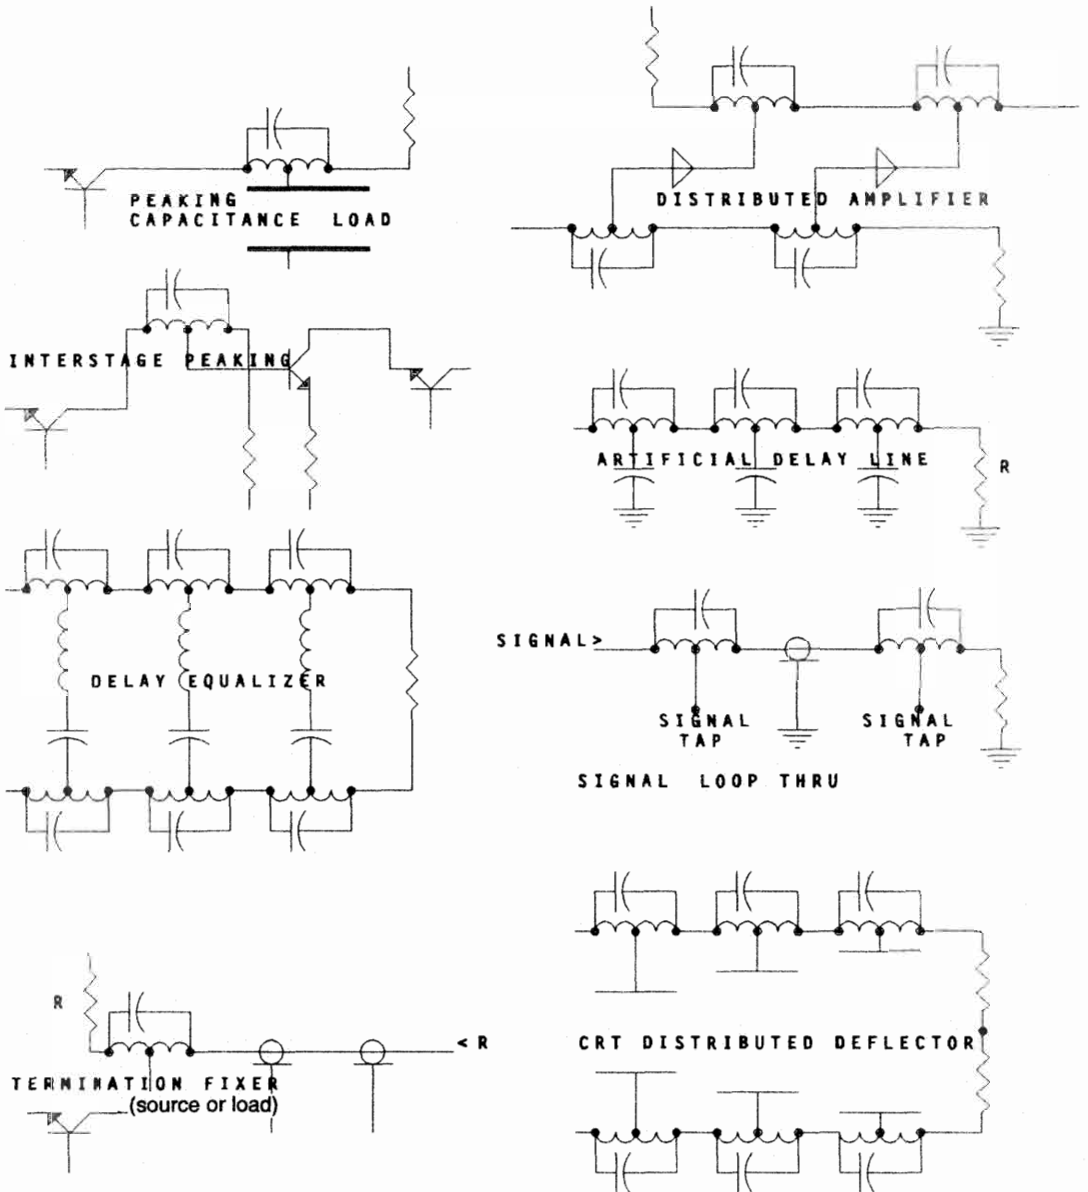 PEAKING
CAPACITANCE LOAD
DISTRIBUTED AMPLIFIER
INTERSTAGE PEAKING
ARTIFICIAL DELAY LINE
R
SIGNAL>
DELAY EQUALIZER
SIGNAL
TAP
SIGNAL
TAP
SIGNAL LOOP THRU
R
<R
CRT DISTRIBUTED DEFLECTOR
TERMINATION FIXER
(source or load)